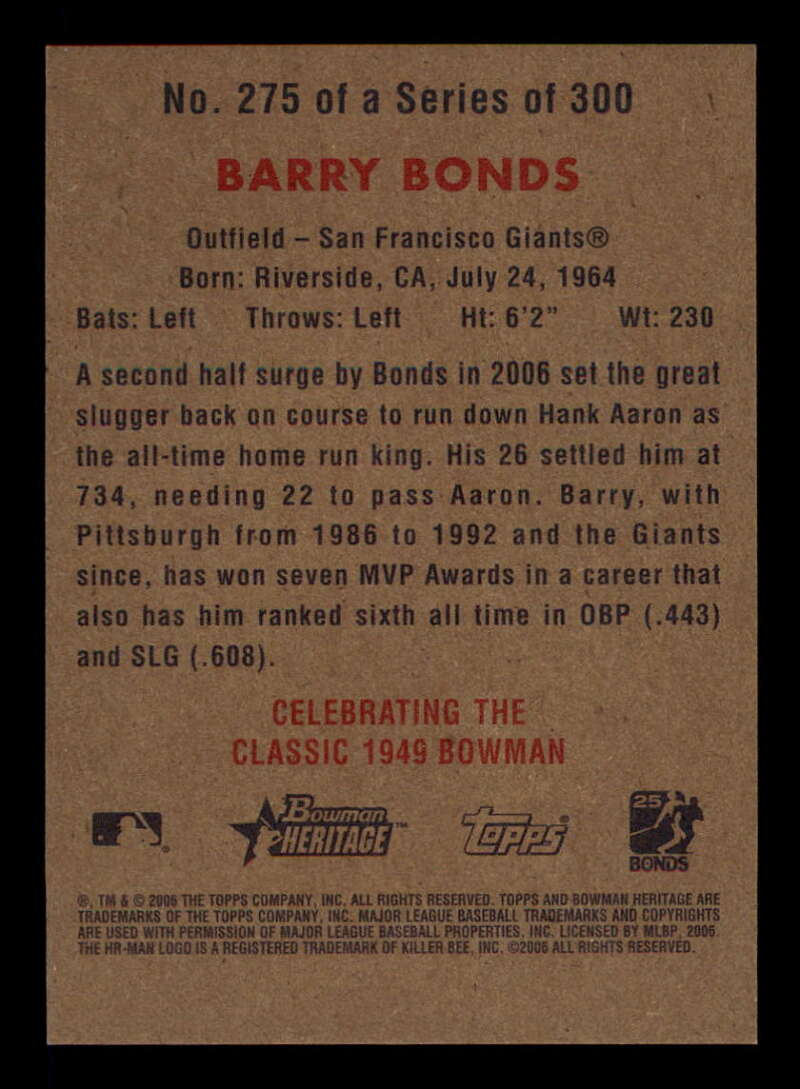 No. 275 of a Series of 300
BARRY BONDS
Outfield – San Francisco Giants®
Born: Riverside, CA, July 24, 1964
Bats: Left Throws: Left Ht: 6'2" Wt: 230
A second half surge by Bonds in 2006 set the great
slugger back on course to run down Hank Aaron as
the all-time home run king. His 26 settled him at
734, needing 22 to pass Aaron. Barry, with
Pittsburgh from 1986 to 1992 and the Giants
since, has won seven MVP Awards in a career that
also has him ranked sixth all time in OBP (.443)
and SLG (.608).
CELEBRATING THE
CLASSIC 1949 BOWMAN
Bowman
HERITAGE™
Topps®
25
BONDS
®, TM & © 2006 THE TOPPS COMPANY, INC. ALL RIGHTS RESERVED. TOPPS AND BOWMAN HERITAGE ARE
TRADEMARKS OF THE TOPPS COMPANY, INC. MAJOR LEAGUE BASEBALL TRADEMARKS AND COPYRIGHTS
ARE USED WITH PERMISSION OF MAJOR LEAGUE BASEBALL PROPERTIES, INC. LICENSED BY MLBP, 2006.
THE HR-MAN LOGO IS A REGISTERED TRADEMARK OF KILLER BEE, INC. ©2006 ALL RIGHTS RESERVED.